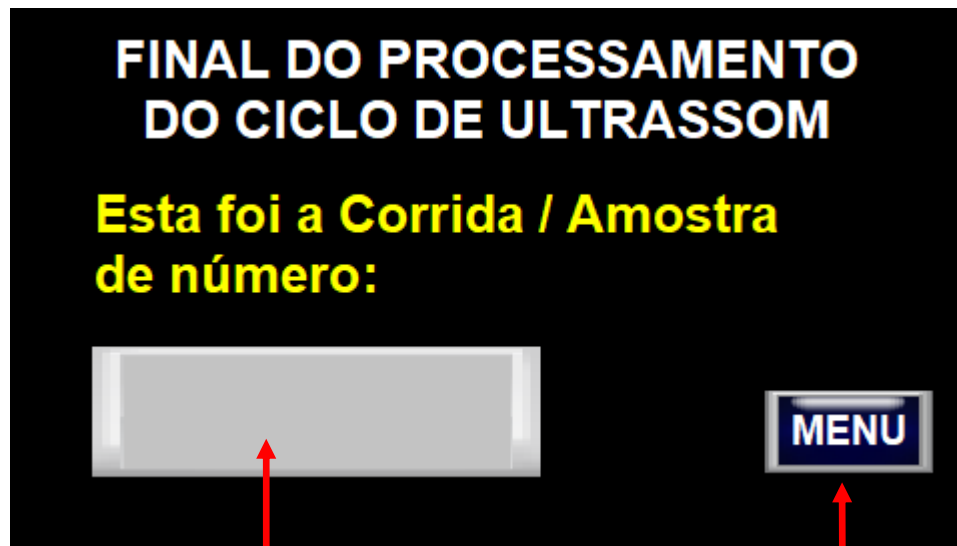 FINAL DO PROCESSAMENTO
DO CICLO DE ULTRASSOM
Esta foi a Corrida / Amostra
de número:
MENU